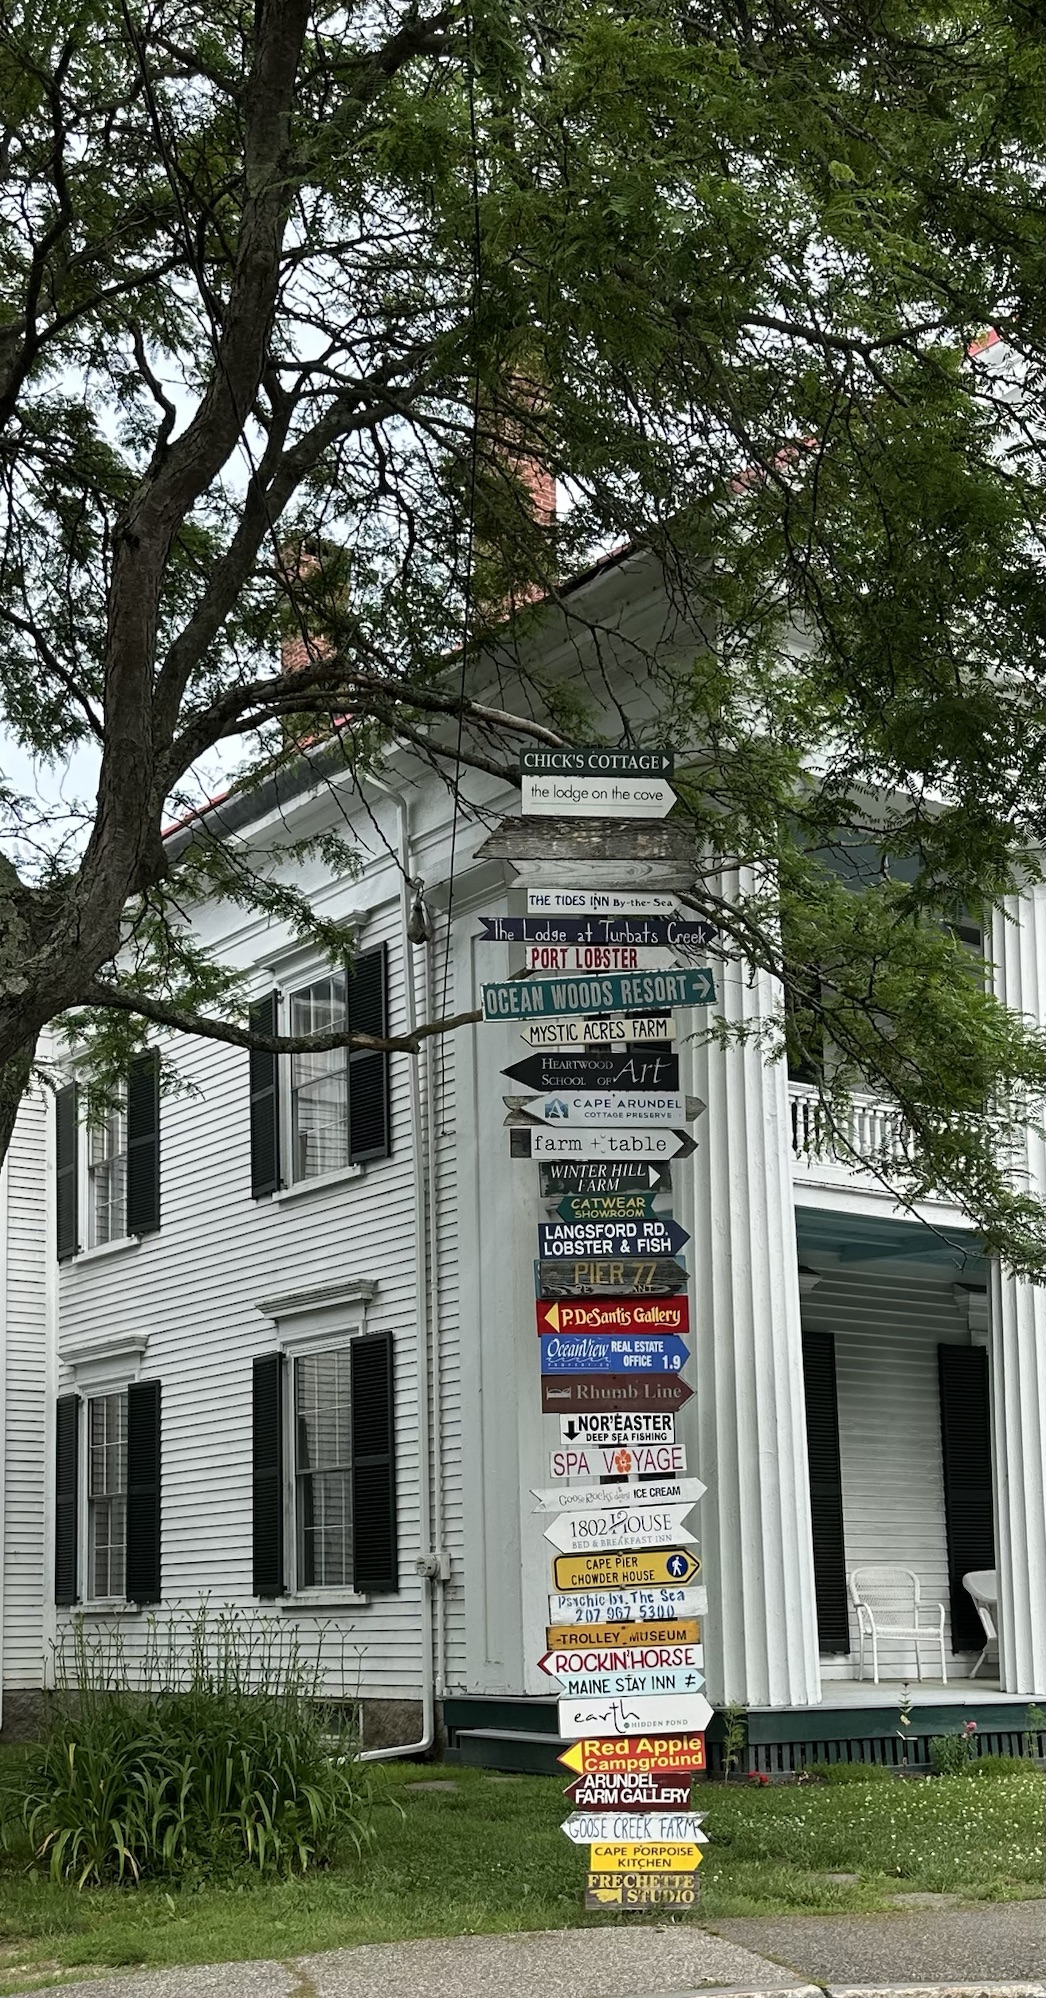 CHICK'S COTTAGE
the lodge on the cove
THE TIDES INN By-the-Sea
The Lodge at Turbats Creek
PORT LOBSTER
OCEAN WOODS RESORT
MYSTIC ACRES FARM
HEARTWOOD
SCHOOL OF Art
CAPE ARUNDEL
COTTAGE PRESERVE
farm + table
WINTER HILL
FARM
CATWEAR
SHOWROOM
LANGSFORD RD.
LOBSTER & FISH
PIER 77
P. DeSantis Gallery
OceanView REAL ESTATE
PROPERTIES OFFICE 1.9
Rhumb Line
NOR'EASTER
DEEP SEA FISHING
SPA VOYAGE
Goose Rocks ICE CREAM
1802 HOUSE
BED & BREAKFAST INN
CAPE PIER
CHOWDER HOUSE
Psychic by The Sea
207 967 5300
TROLLEY MUSEUM
ROCKIN' HORSE
MAINE STAY INN
earth
@ HIDDEN POND
Red Apple
Campground
ARUNDEL
FARM GALLERY
GOOSE CREEK FARM
CAPE PORPOISE
KITCHEN
FRECHETTE
STUDIO